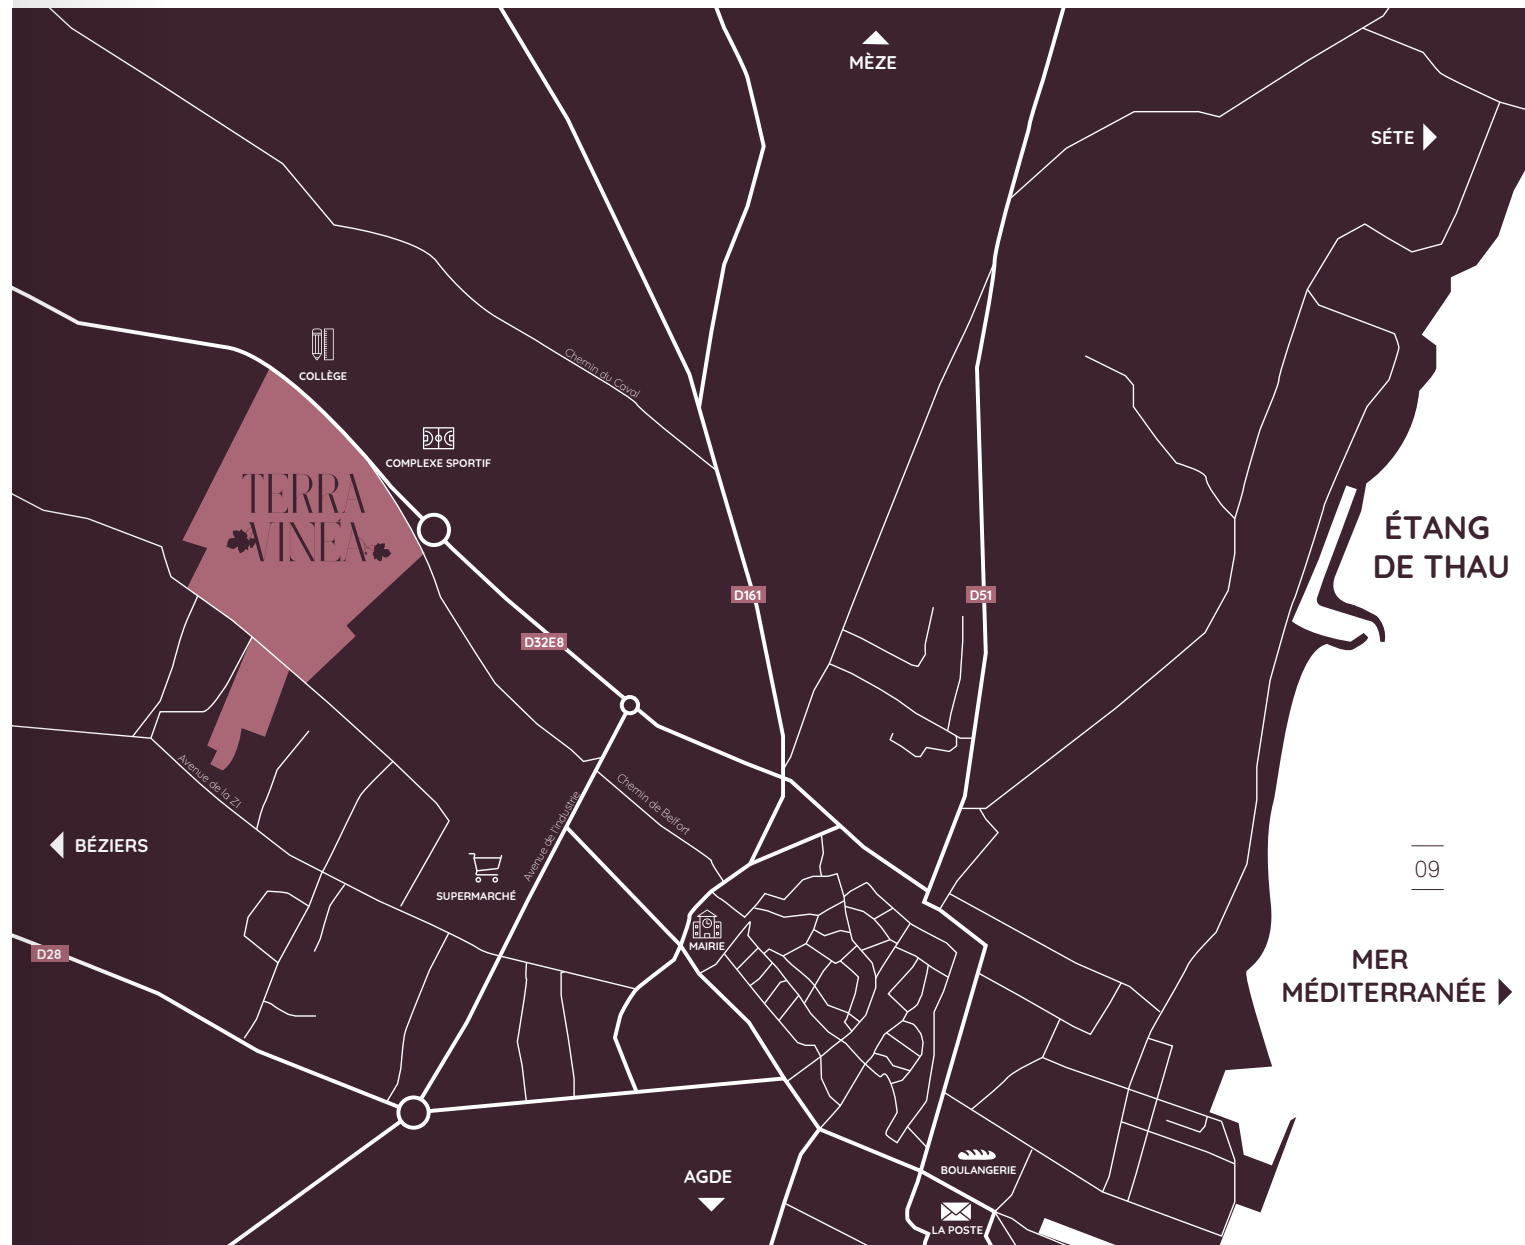 MÈZE
SÉTE
COLLÈGE
Chemin du Caval
COMPLEXE SPORTIF
TERRA
VINÉA
ÉTANG
DE THAU
D161
D51
D32E8
Avenue de la ZI
Chemin de Belfort
Avenue de l'industrie
BÉZIERS
09
SUPERMARCHÉ
MAIRIE
D28
MER
MÉDITERRANÉE
BOULANGERIE
AGDE
LA POSTE